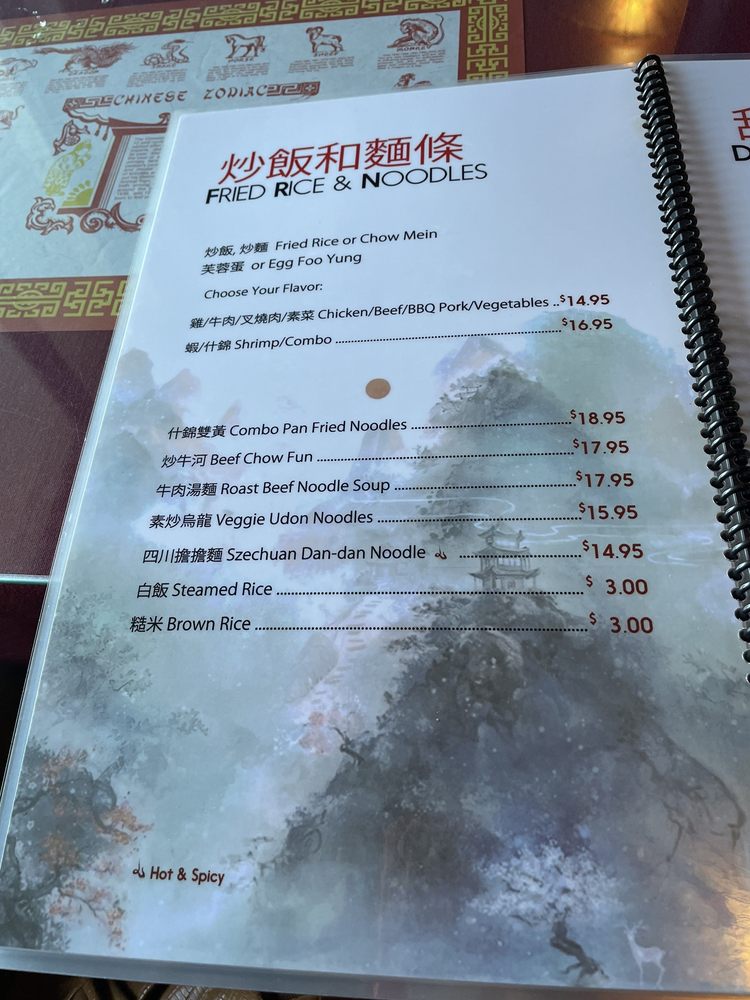 MONKEY
CHINESE ZODIAC
炒飯和麵條
FRIED RICE & NOODLES
炒飯, 炒麵 Fried Rice or Chow Mein
芙蓉蛋 or Egg Foo Yung
Choose Your Flavor:
雞/牛肉/叉燒肉/素菜 Chicken/Beef/BBQ Pork/Vegetables ..$14.95
蝦/什錦 Shrimp/Combo ........ $16.95
什錦雙黃 Combo Pan Fried Noodles ........ $18.95
炒牛河 Beef Chow Fun ........ $17.95
牛肉湯麵 Roast Beef Noodle Soup ........ $17.95
素炒烏龍 Veggie Udon Noodles ........ $15.95
四川擔擔麵 Szechuan Dan-dan Noodle ........ $14.95
白飯 Steamed Rice ........ $ 3.00
糙米 Brown Rice ........ $ 3.00
Hot & Spicy